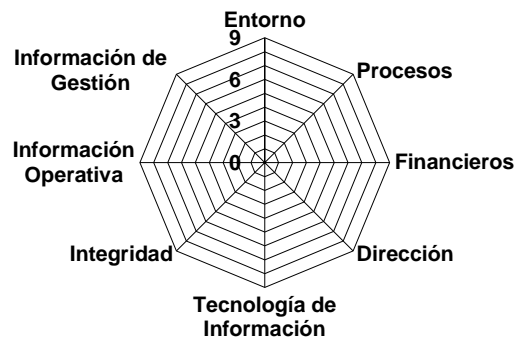 Entorno
9
6
3
0
Procesos
Financieros
Dirección
Tecnología de
Información
Integridad
Información
Operativa
Información de
Gestión